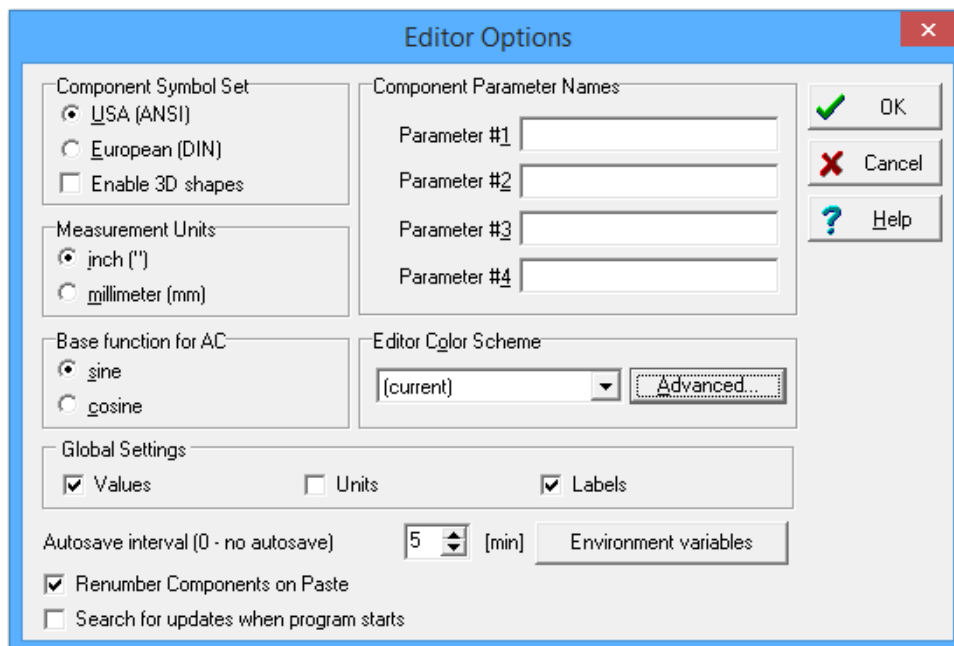 Editor Options
Component Symbol Set
USA (ANSI)
European (DIN)
Enable 3D shapes
Measurement Units
inch (")
millimeter (mm)
Base function for AC
sine
cosine
Component Parameter Names
Parameter #1
Parameter #2
Parameter #3
Parameter #4
Editor Color Scheme
(current)
Advanced...
OK
Cancel
? Help
Global Settings
Values
Units
Labels
Autosave interval (0 - no autosave)
5
[min]
Environment variables
Renumber Components on Paste
Search for updates when program starts